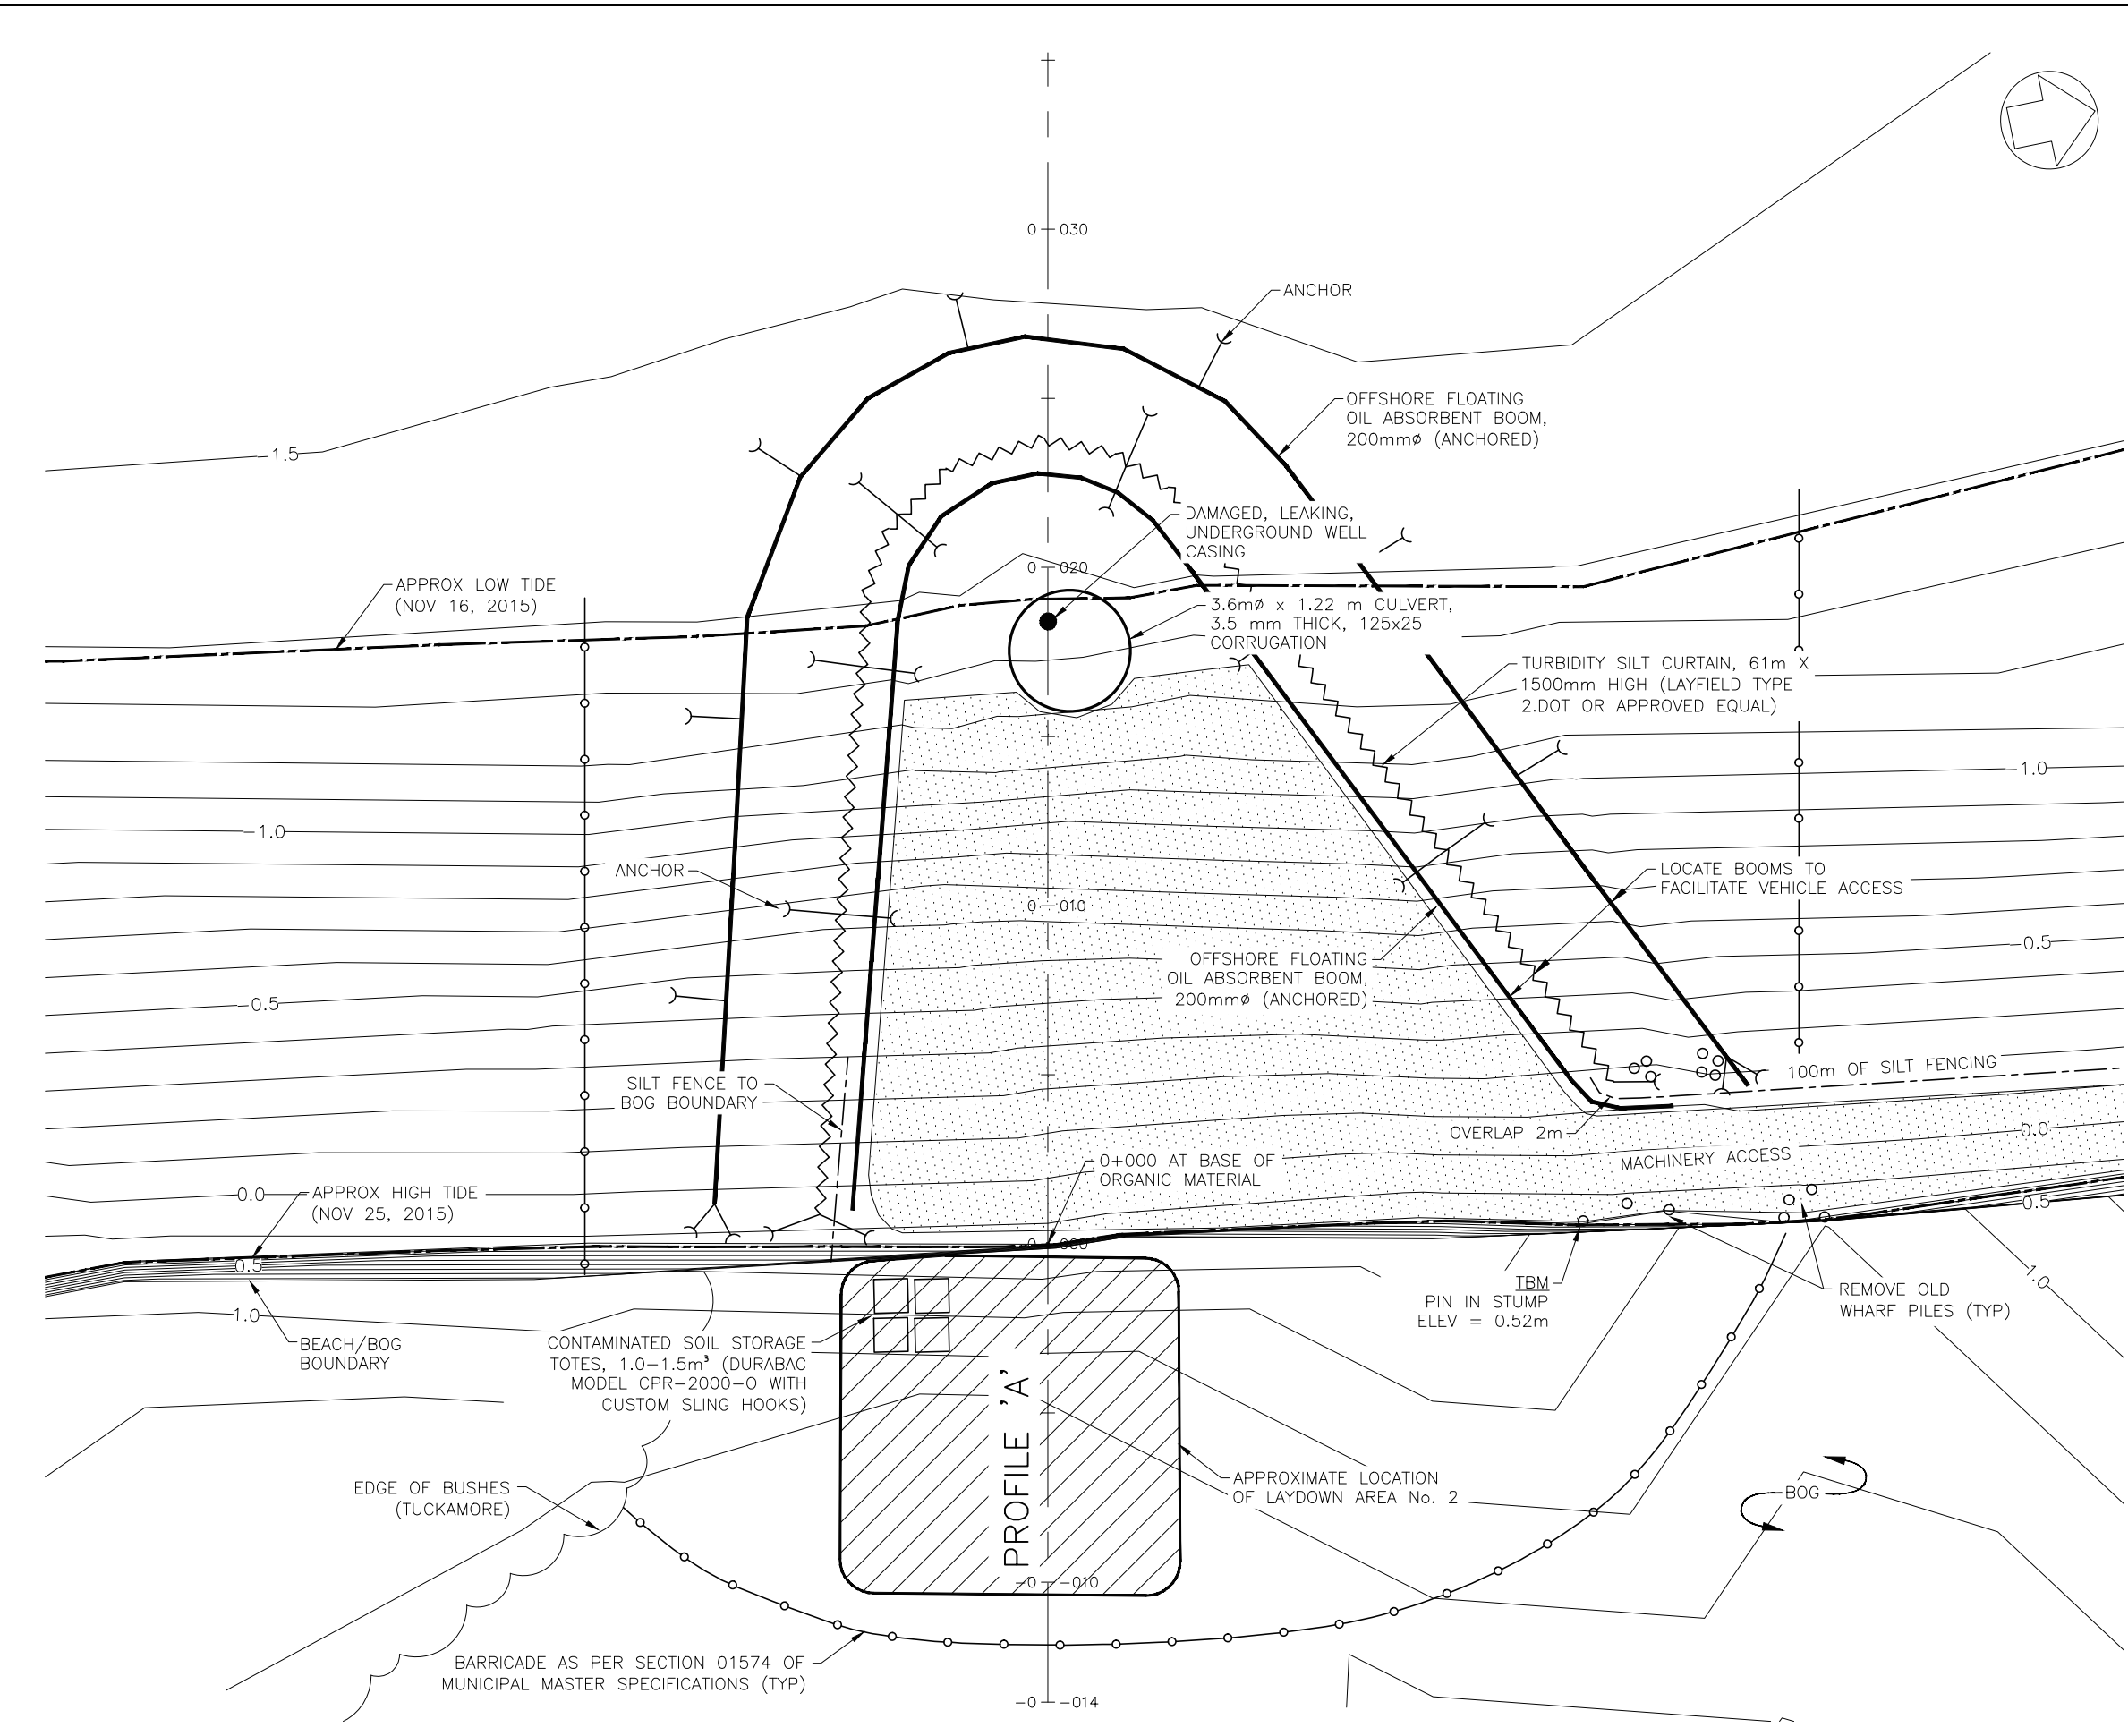 0 030
ANCHOR
OFFSHORE FLOATING
OIL ABSORBENT BOOM,
200mmø (ANCHORED)
-1.5
DAMAGED, LEAKING,
UNDERGROUND WELL
CASING
0 020
APPROX LOW TIDE
(NOV 16, 2015)
3.6mø x 1.22 m CULVERT,
3.5 mm THICK, 125x25
CORRUGATION
TURBIDITY SILT CURTAIN, 61m X
1500mm HIGH (LAYFIELD TYPE
2.DOT OR APPROVED EQUAL)
-1.0
-1.0
ANCHOR
LOCATE BOOMS TO
FACILITATE VEHICLE ACCESS
0 010
-0.5
OFFSHORE FLOATING
OIL ABSORBENT BOOM,
200mmø (ANCHORED)
-0.5
100m OF SILT FENCING
SILT FENCE TO
BOG BOUNDARY
OVERLAP 2m
0.0
MACHINERY ACCESS
0+000 AT BASE OF
ORGANIC MATERIAL
0.0
APPROX HIGH TIDE
(NOV 25, 2015)
0.5
0 000
0.5
1.0
TBM
PIN IN STUMP
ELEV = 0.52m
REMOVE OLD
WHARF PILES (TYP)
1.0
BEACH/BOG
BOUNDARY
CONTAMINATED SOIL STORAGE
TOTES, 1.0-1.5m³ (DURABAC
MODEL CPR-2000-O WITH
CUSTOM SLING HOOKS)
PROFILE 'A'
EDGE OF BUSHES
(TUCKAMORE)
APPROXIMATE LOCATION
OF LAYDOWN AREA No. 2
BOG
-0 -010
BARRICADE AS PER SECTION 01574 OF
MUNICIPAL MASTER SPECIFICATIONS (TYP)
-0 -014